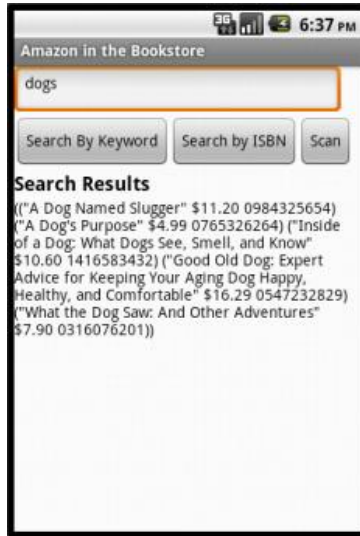 3G 6:37 PM
Amazon in the Bookstore
dogs
Search By Keyword Search by ISBN Scan
Search Results
(("A Dog Named Slugger" $11.20 0984325654)
("A Dog's Purpose" $4.99 0765326264) ("Inside
of a Dog: What Dogs See, Smell, and Know"
$10.60 1416583432) ("Good Old Dog: Expert
Advice for Keeping Your Aging Dog Happy,
Healthy, and Comfortable" $16.29 0547232829)
("What the Dog Saw: And Other Adventures"
$7.90 0316076201))